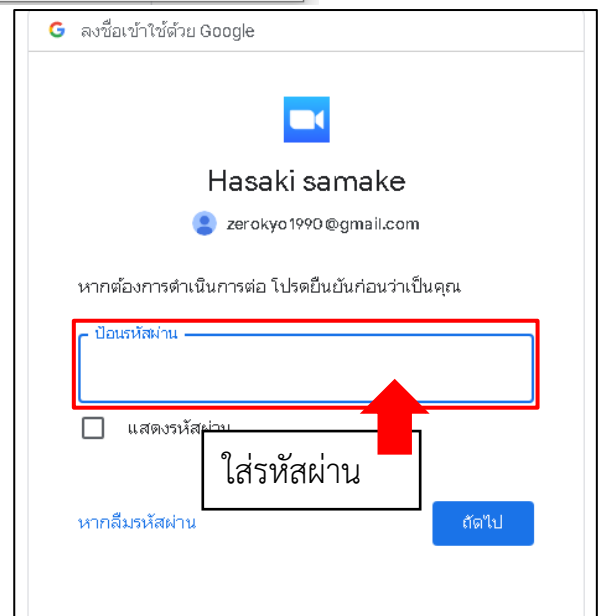 ลงชื่อเข้าใช้ด้วย Google
Hasaki samake
zerokyo1990@gmail.com
หากต้องการดำเนินการต่อ โปรดยืนยันก่อนว่าเป็นคุณ
ป้อนรหัสผ่าน
แสดงรหัสผ่าน
ใส่รหัสผ่าน
หากลืมรหัสผ่าน
ถัดไป